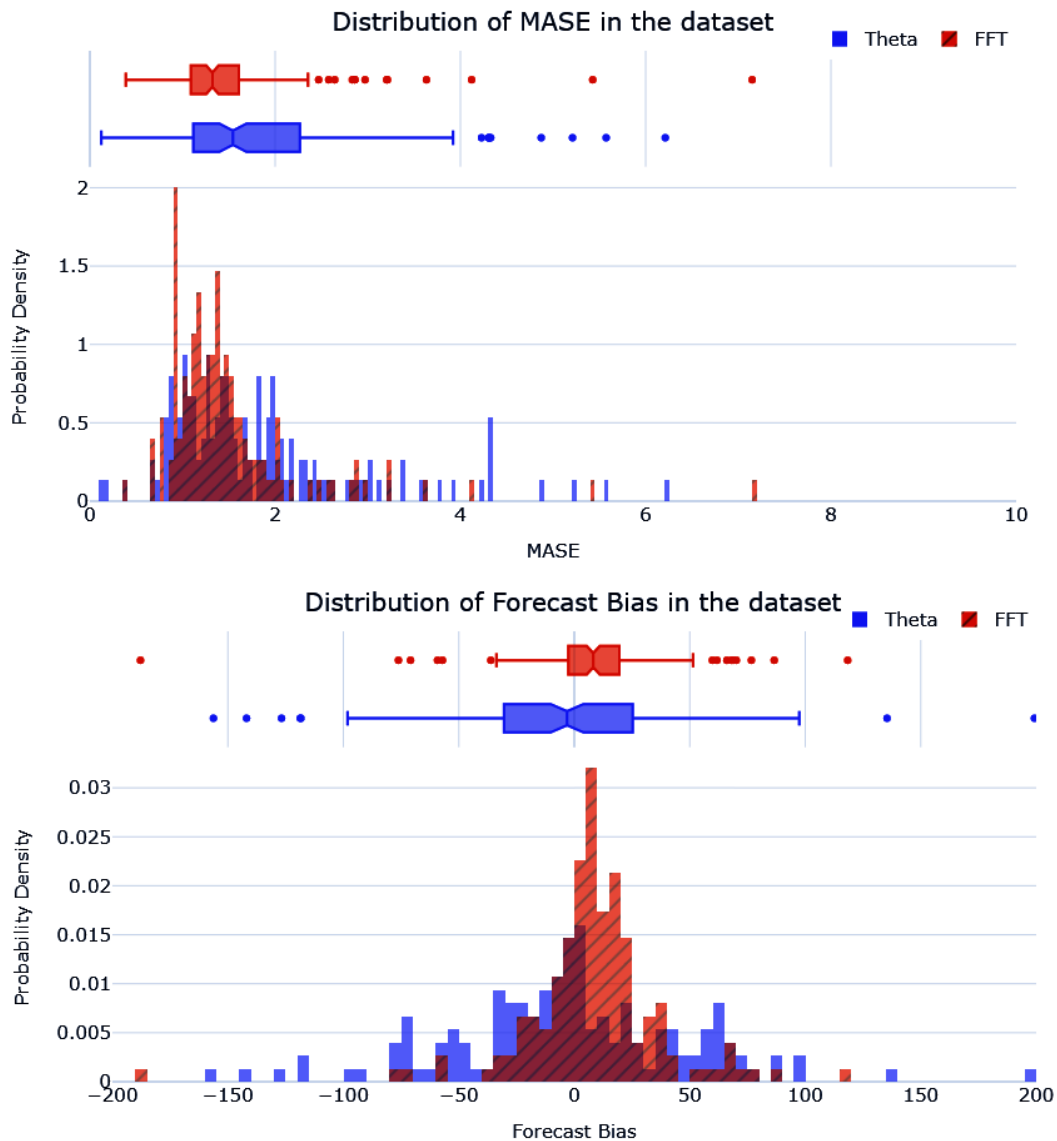 Distribution of MASE in the dataset
Theta FFT
2
1.5
1
0.5
0
Probability Density
0 2 4 6 8 10
MASE
Distribution of Forecast Bias in the dataset
Theta FFT
0.03
0.025
0.02
0.015
0.01
0.005
0
Probability Density
−200 −150 −100 −50 0 50 100 150 200
Forecast Bias